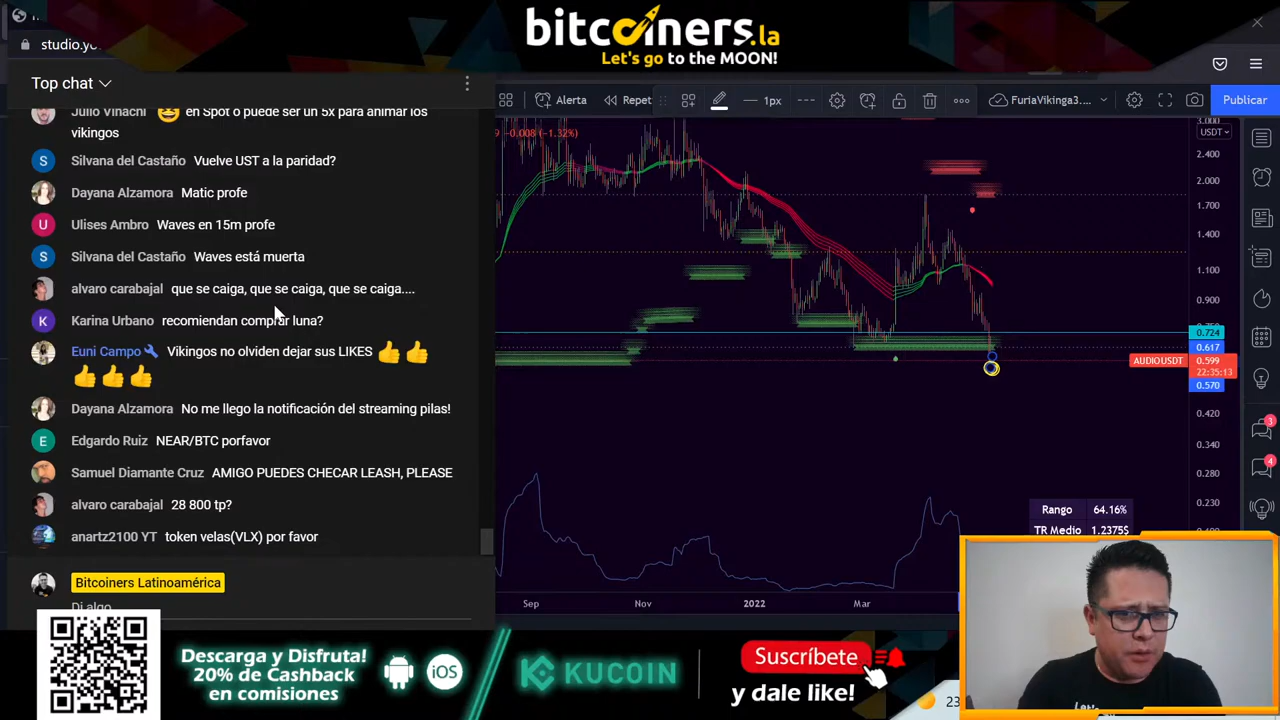 bitcoiners.la
Let's go to the MOON!
Top chat
en Spot o puede ser un 5x para animar los
vikingos
Silvana del Castaño Vuelve UST a la paridad?
Dayana Alzamora Matic profe
Ulises Ambro Waves en 15m profe
Silvana del Castaño Waves está muerta
alvaro carabajal que se caiga, que se caiga, que se caiga....
Karina Urbano recomiendan comprar luna?
Euni Campo Vikingos no olviden dejar sus LIKES 👍👍
👍👍👍
Dayana Alzamora No me llego la notificación del streaming pilas!
Edgardo Ruiz NEAR/BTC porfavor
Samuel Diamante Cruz AMIGO PUEDES CHECAR LEASH, PLEASE
alvaro carabajal 28 800 tp?
anartz2100 YT token velas(VLX) por favor
Bitcoiners Latinoamérica
Di algo
Alerta
Repet
1px
FuriaVikinga3...
Publicar
-0.008 (-1.32%)
USDT
2.400
2.000
1.700
1.400
1.100
0.900
0.724
0.617
AUDIOUSDT 0.599
22:35:13
0.570
0.420
0.340
0.280
0.230
Rango 64.16%
TR Medio 1.2375$
Sep
Nov
2022
Mar
3
4
S
S
U
K
E
Descarga y Disfruta!
20% de Cashback
en comisiones
iOS
KUCOIN
Suscríbete
y dale like!